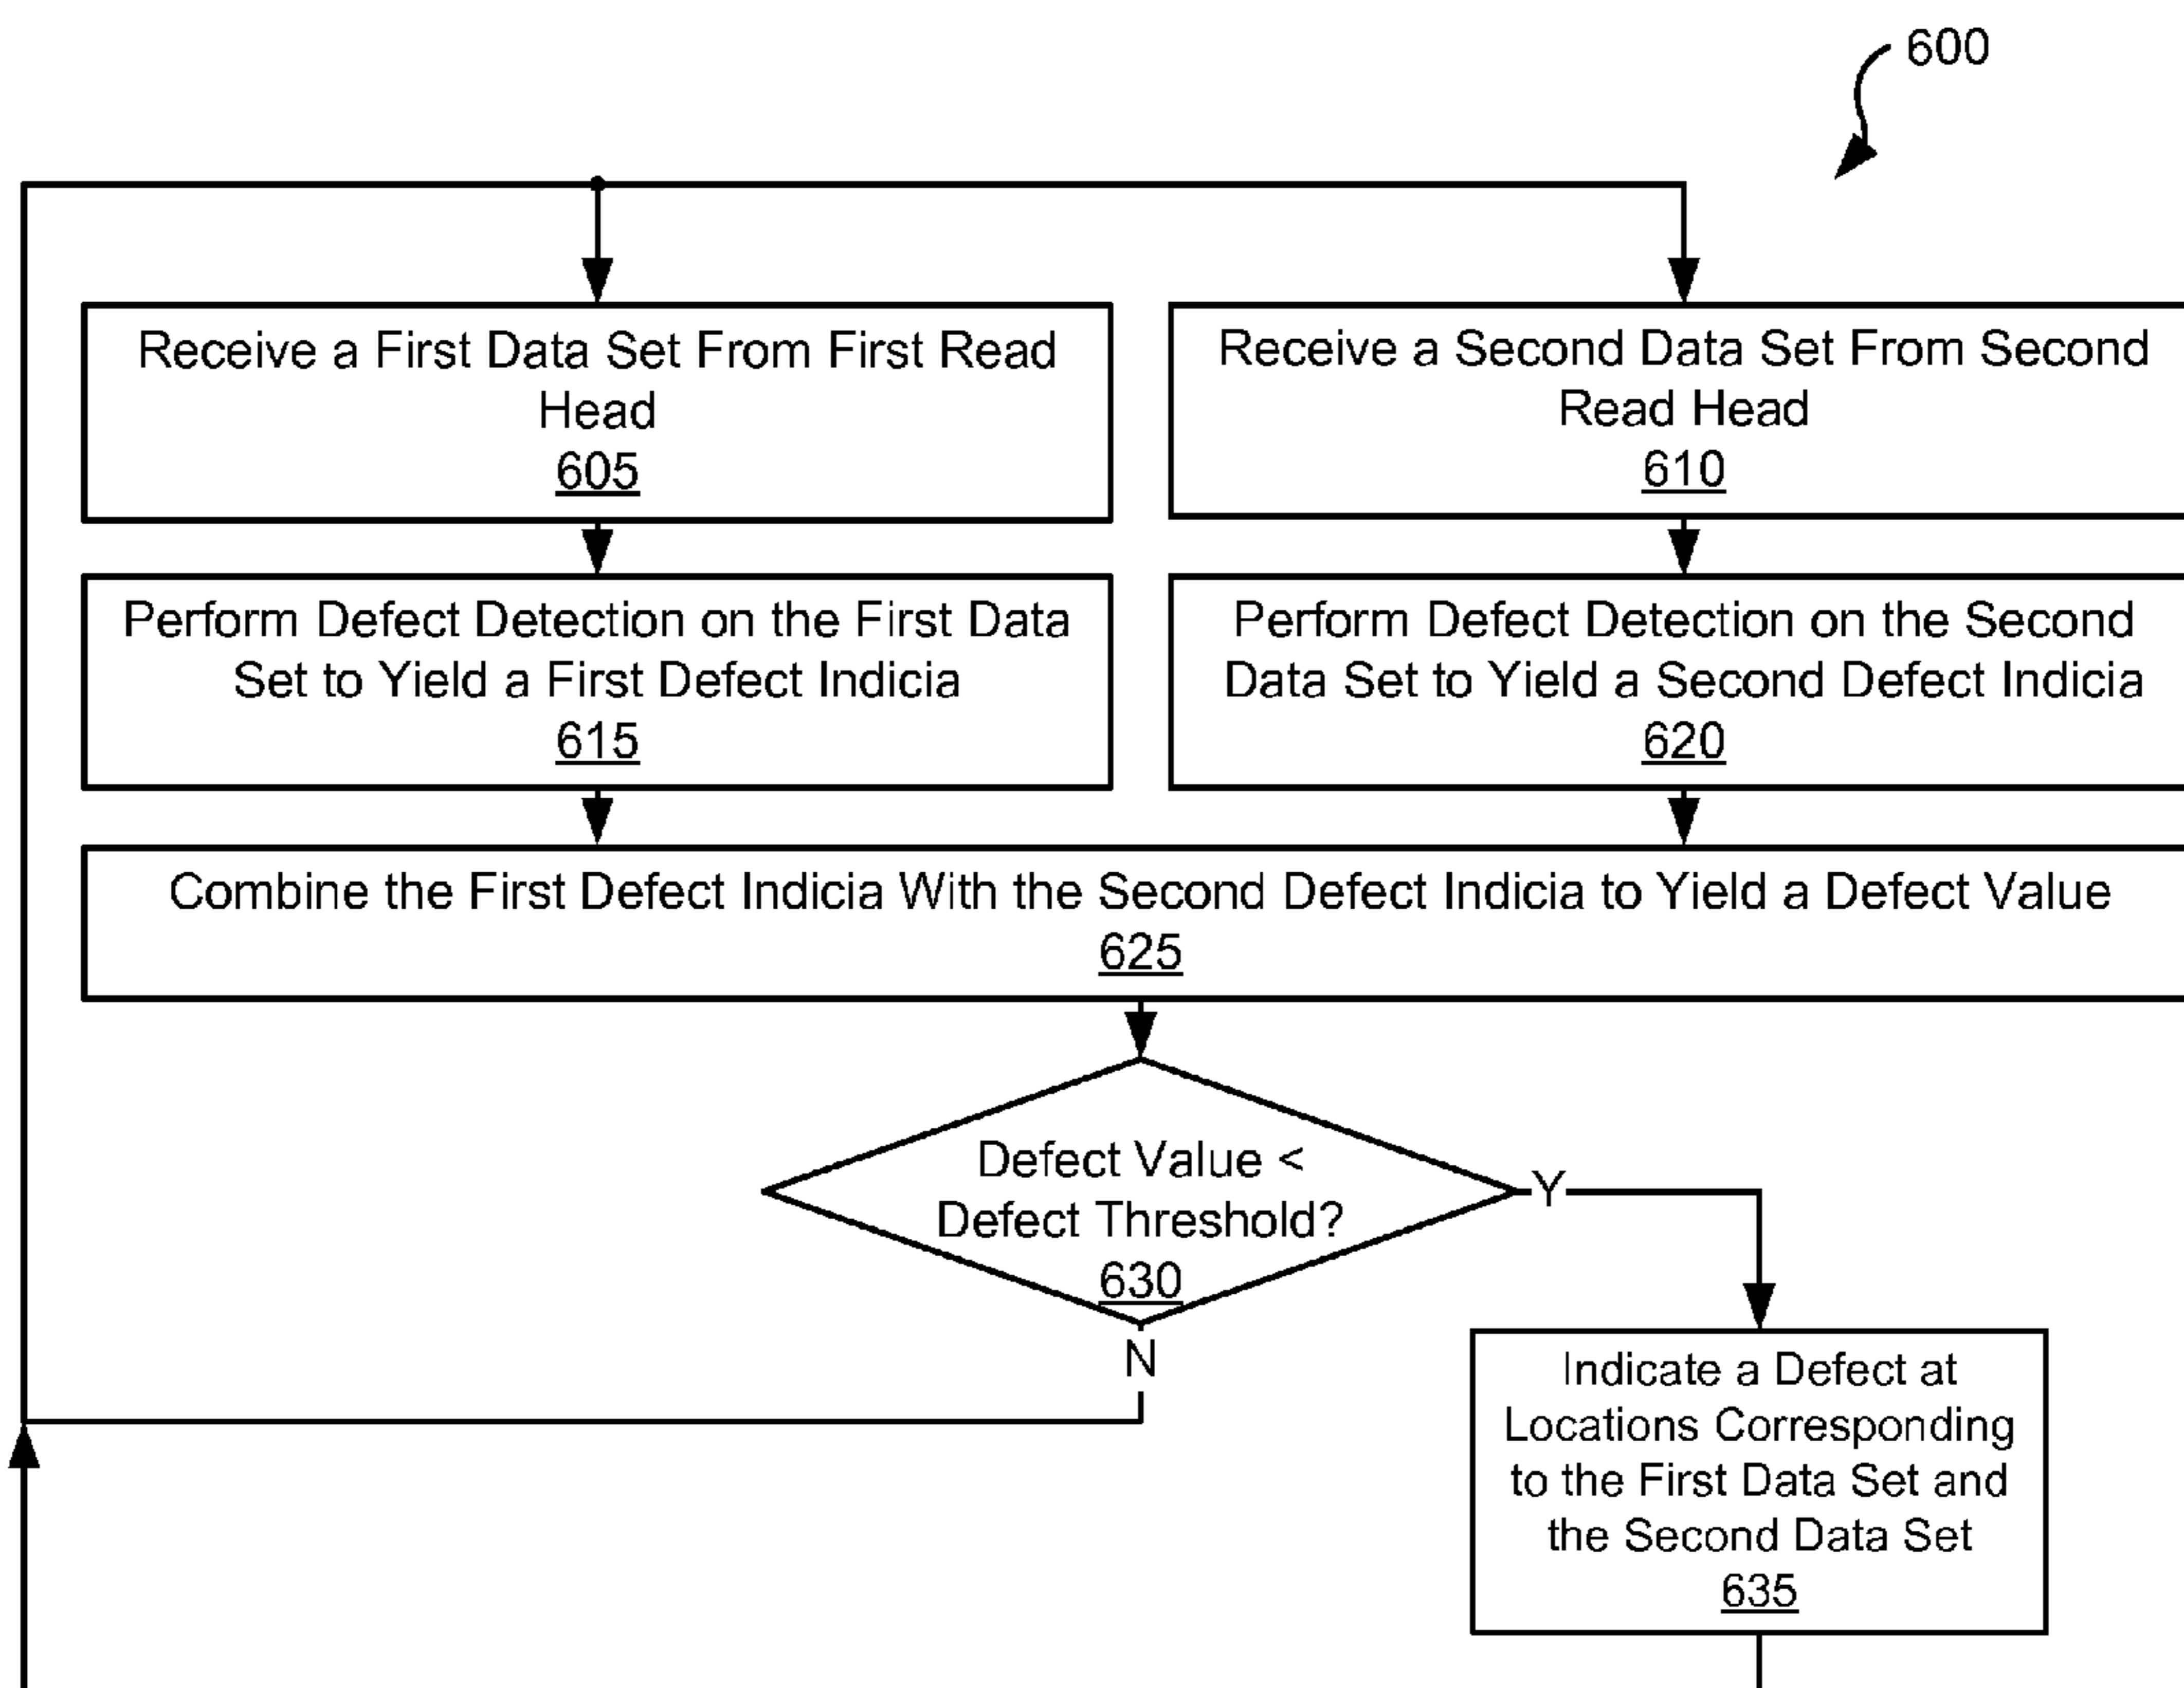 600
Receive a First Data Set From First Read
Head
605
Receive a Second Data Set From Second
Read Head
610
Perform Defect Detection on the First Data
Set to Yield a First Defect Indicia
615
Perform Defect Detection on the Second
Data Set to Yield a Second Defect Indicia
620
Combine the First Defect Indicia With the Second Defect Indicia to Yield a Defect Value
625
Defect Value <
Defect Threshold?
630
Y
N
Indicate a Defect at
Locations Corresponding
to the First Data Set and
the Second Data Set
635